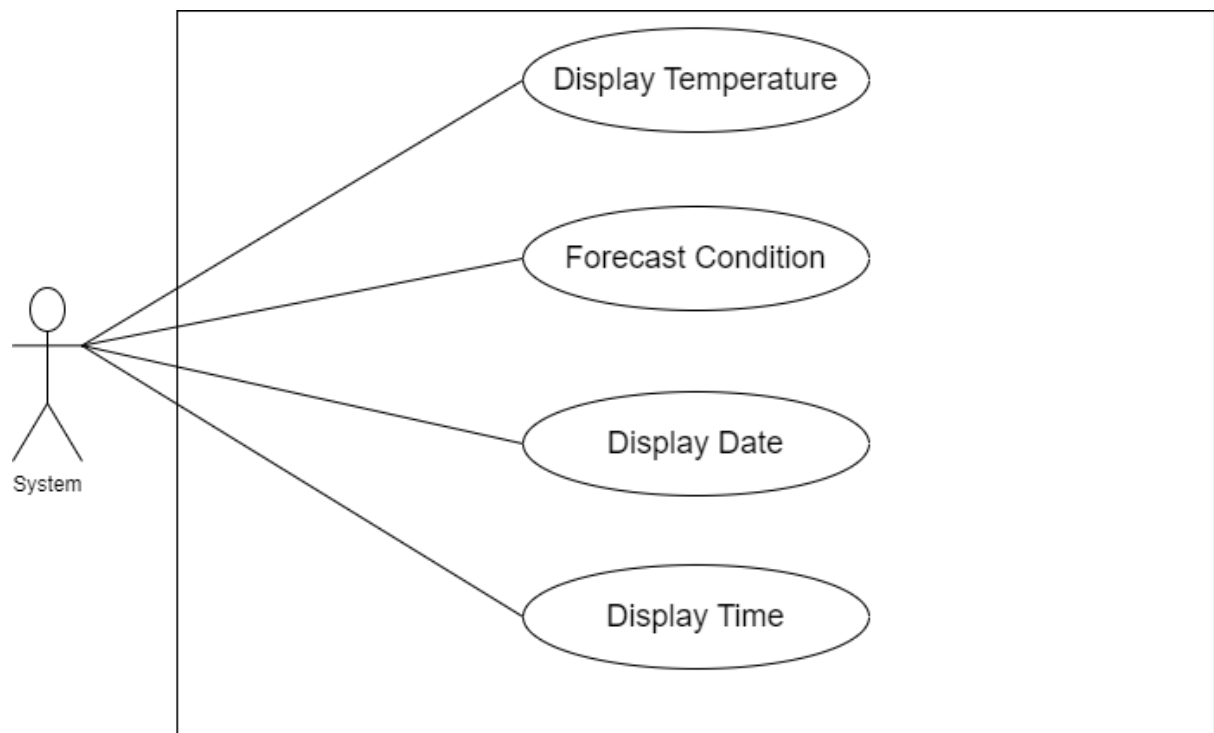 Display Temperature
Forecast Condition
System
Display Date
Display Time